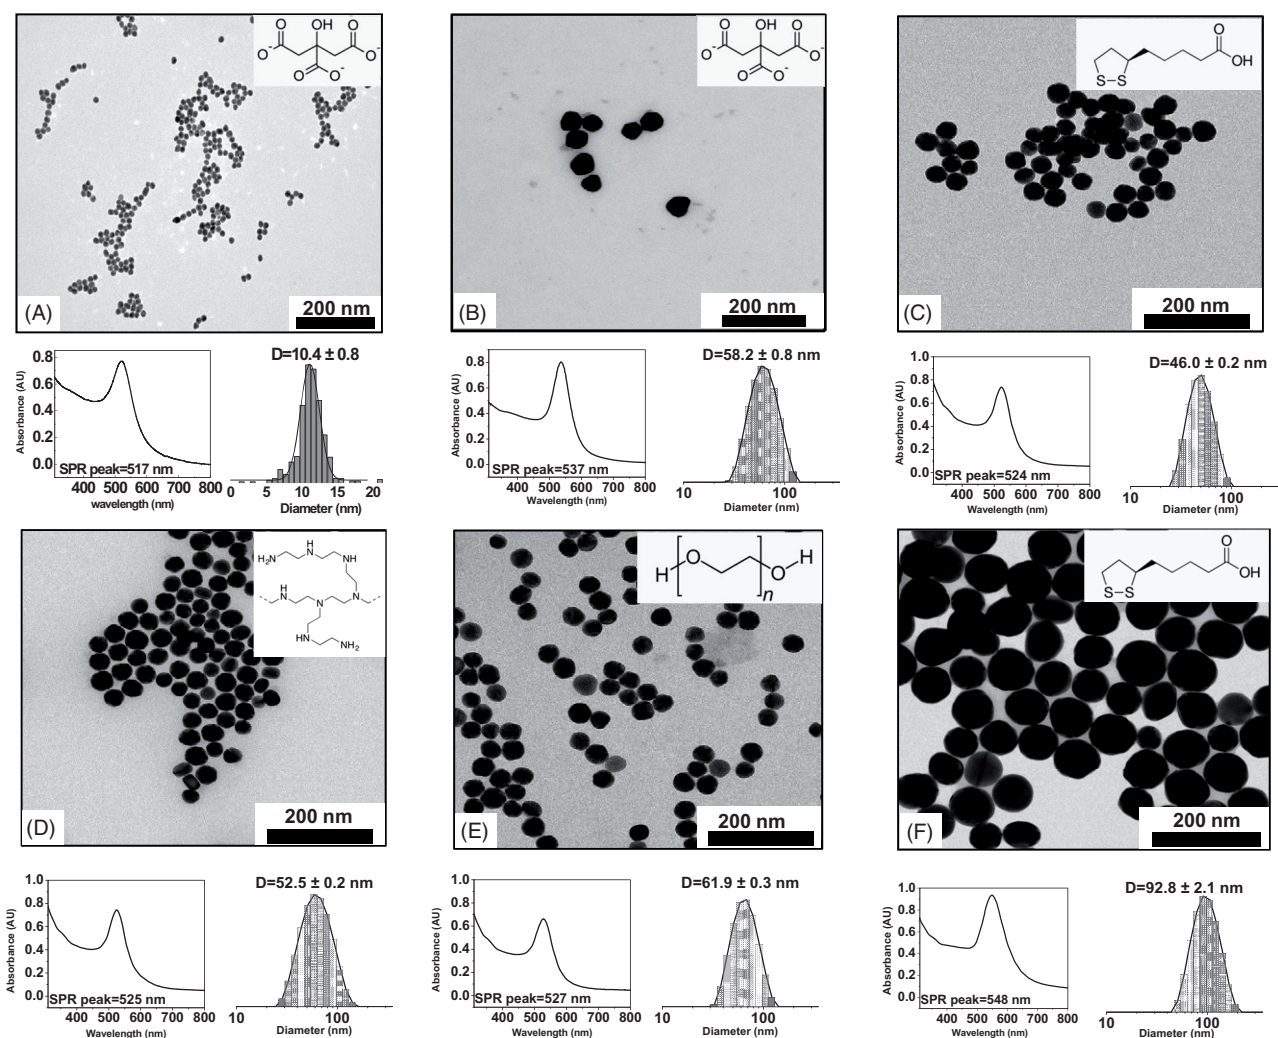 O OH O
O- O-
O O-
(A)
200 nm
O OH O
O- O-
O O-
(B)
200 nm
O
OH
S-S
(C)
200 nm
D=10.4 ± 0.8
Absorbance (AU)
0.8
0.6
0.4
0.2
0.0
SPR peak=517 nm
400 500 600 700 800
wavelength (nm)
0 5 10 15 20
Diameter (nm)
D=58.2 ± 0.8 nm
Absorbance (AU)
0.8
0.6
0.4
0.2
0.0
SPR peak=537 nm
400 500 600 700 800
Wavelength (nm)
10 100
Diameter (nm)
D=46.0 ± 0.2 nm
Absorbance (AU)
1.0
0.8
0.6
0.4
0.2
0.0
SPR peak=524 nm
400 500 600 700 800
Wavelength (nm)
10 100
Diameter (nm)
H
H2N N NH
H
N N N
HN NH2
(D)
200 nm
H O O H
n
(E)
200 nm
O
OH
S-S
(F)
200 nm
D=52.5 ± 0.2 nm
Absorbance (AU)
1.0
0.8
0.6
0.4
0.2
0.0
SPR peak=525 nm
400 500 600 700 800
Wavelength (nm)
10 100
Diameter (nm)
D=61.9 ± 0.3 nm
Absorbance (AU)
1.0
0.8
0.6
0.4
0.2
0.0
SPR peak=527 nm
400 500 600 700 800
Wavelength (nm)
10 100
Diameter (nm)
D=92.8 ± 2.1 nm
Absorbance (AU)
1.0
0.8
0.6
0.4
0.2
0.0
SPR peak=548 nm
400 500 600 700 800
Wavelength (nm)
10 100
Diameter (nm)